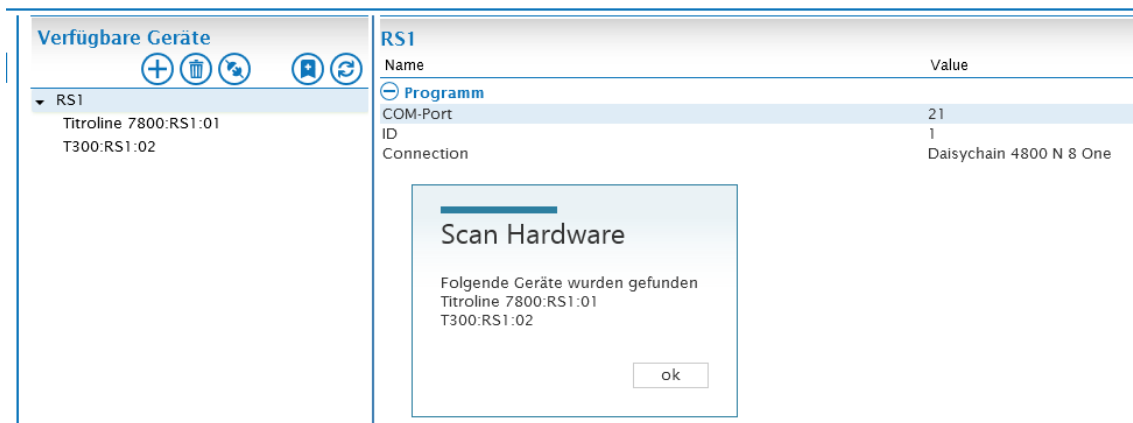 Verfügbare Geräte
RS1
Titroline 7800:RS1:01
T300:RS1:02
RS1
Name Value
Programm
COM-Port 21
ID 1
Connection Daisychain 4800 N 8 One
Scan Hardware
Folgende Geräte wurden gefunden
Titroline 7800:RS1:01
T300:RS1:02
ok